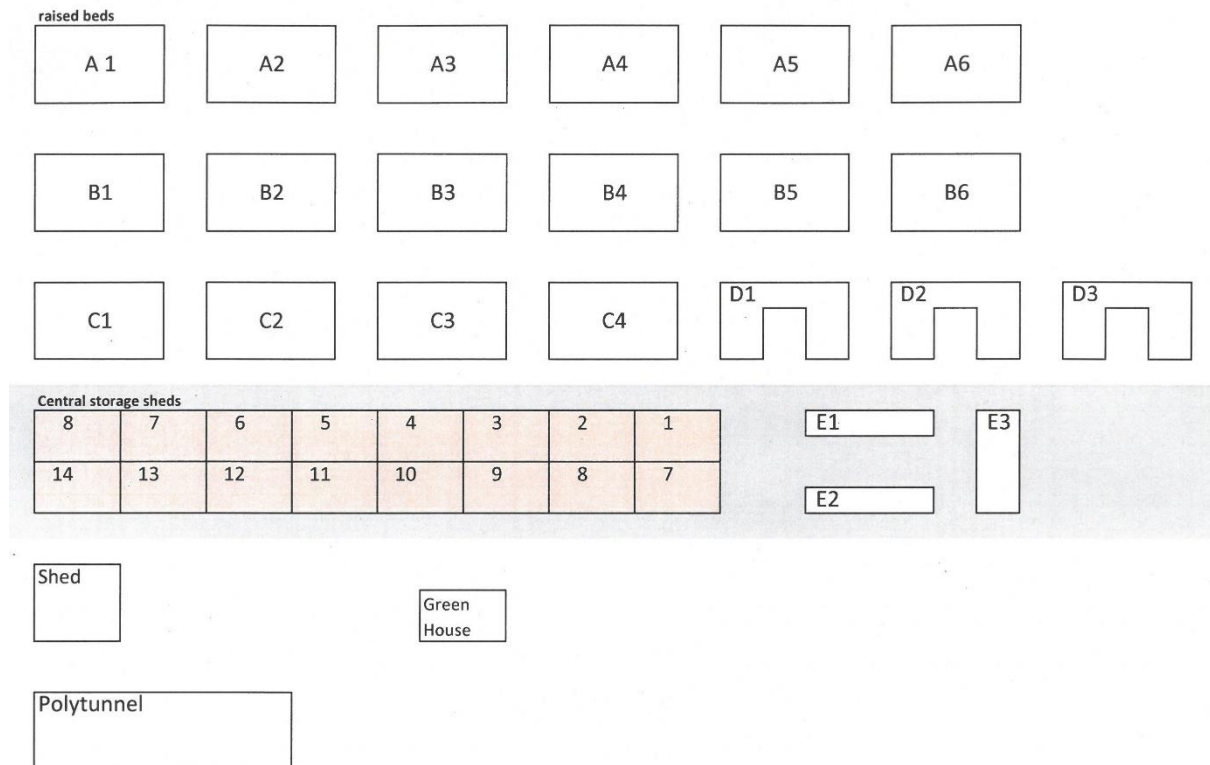 raised beds
A 1 A2 A3 A4 A5 A6
B1 B2 B3 B4 B5 B6
C1 C2 C3 C4 D1 D2 D3
Central storage sheds
8 7 6 5 4 3 2 1 E1 E3
14 13 12 11 10 9 8 7
E2
Shed
Green
House
Polytunnel